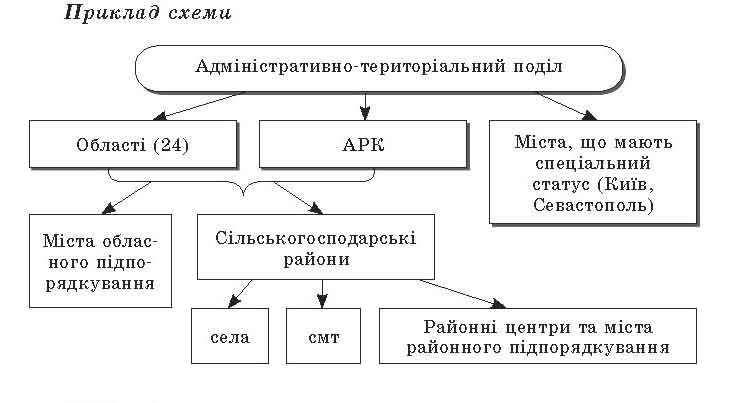 Приклад схеми
Адміністративно-територіальний поділ
Області (24)
АРК
Міста, що мають
спеціальний
статус (Київ,
Севастополь)
Міста облас-
ного підпо-
рядкування
Сільськогосподарські
райони
села
смт
Районні центри та міста
районного підпорядкування